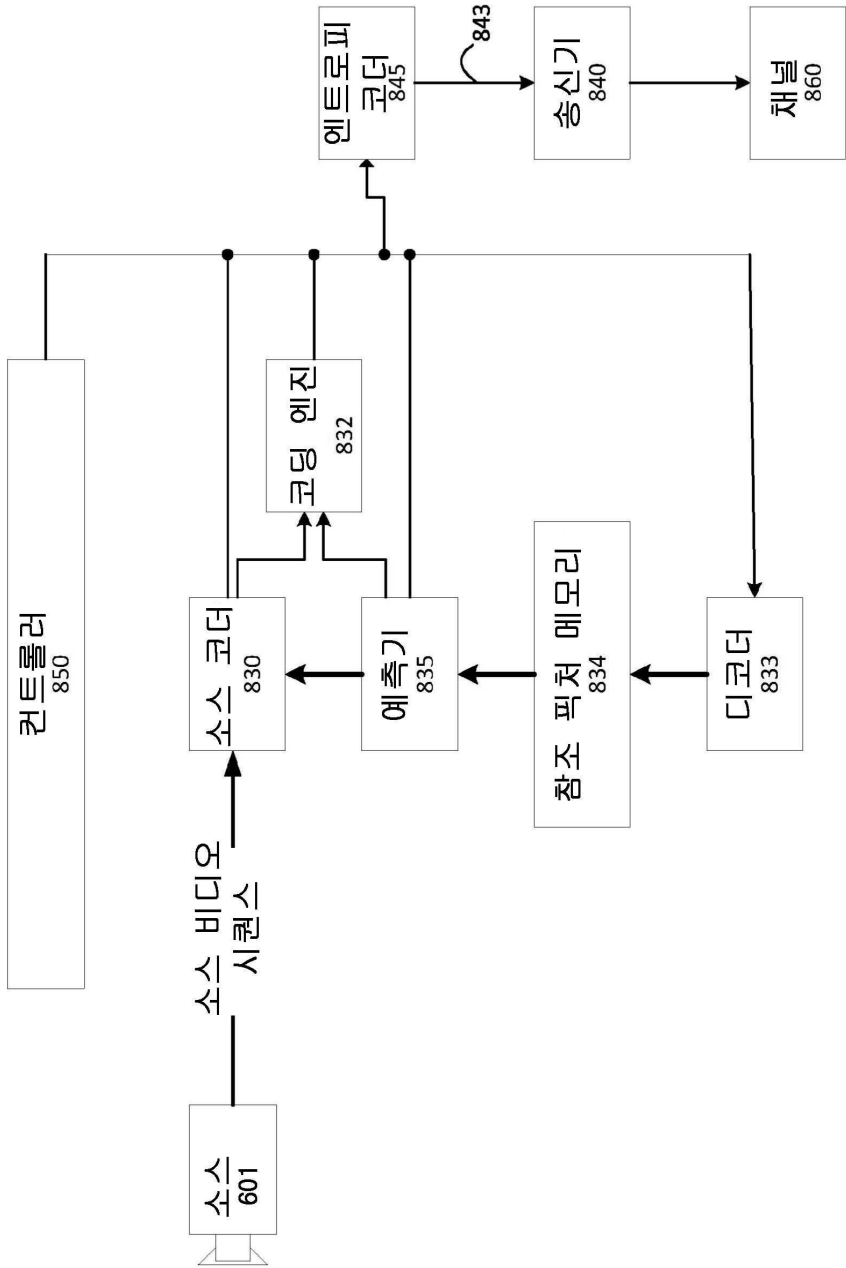 컨트롤러
850
소스
601
소스 비디오
시퀀스
소스 코더
830
코딩 엔진
832
예측기
835
참조 픽처 메모리
834
디코더
833
엔트로피
코더
845
843
송신기
840
채널
860